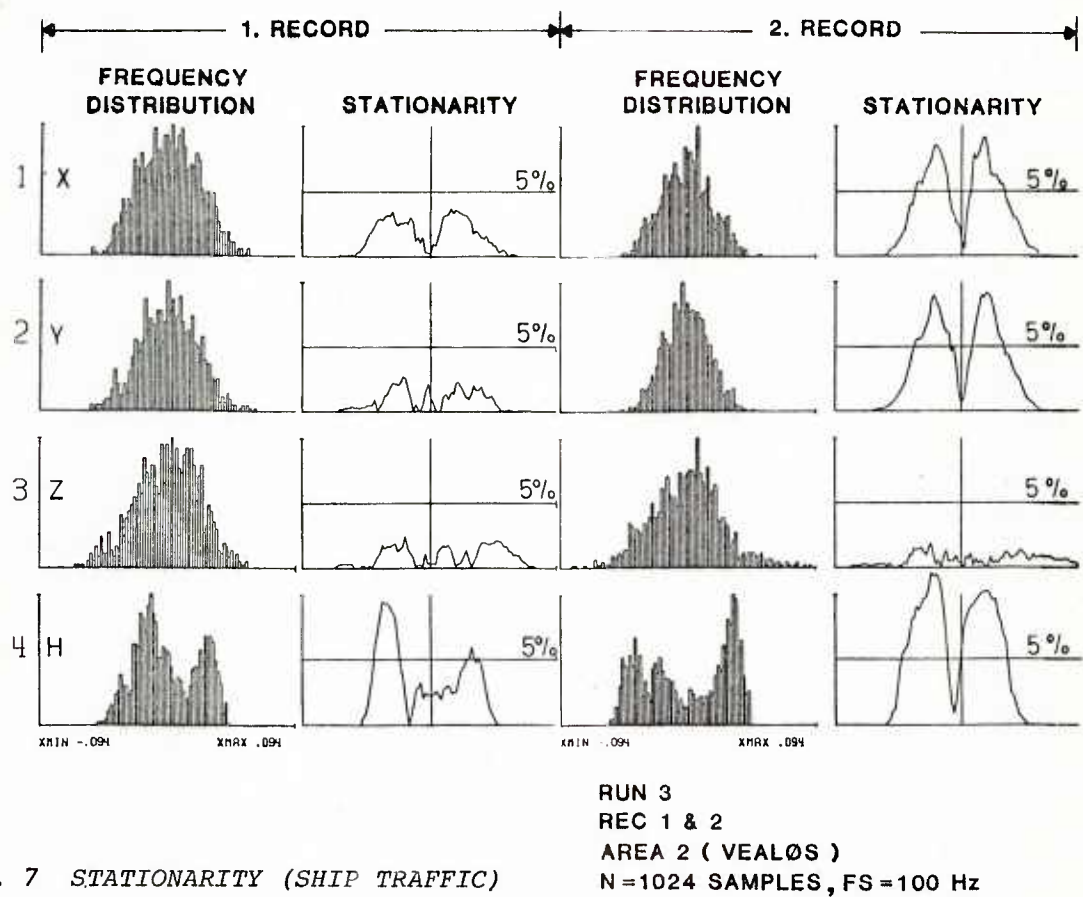 1. RECORD 2. RECORD
FREQUENCY DISTRIBUTION STATIONARITY FREQUENCY DISTRIBUTION STATIONARITY
1 X 5% 5%
2 Y 5% 5%
3 Z 5% 5%
4 H 5% 5%
XMIN -.094 XMAX .094 XMIN -.094 XMAX .094
RUN 3
REC 1 & 2
AREA 2 ( VEALØS )
N=1024 SAMPLES, FS=100 Hz
. 7 STATIONARITY (SHIP TRAFFIC)